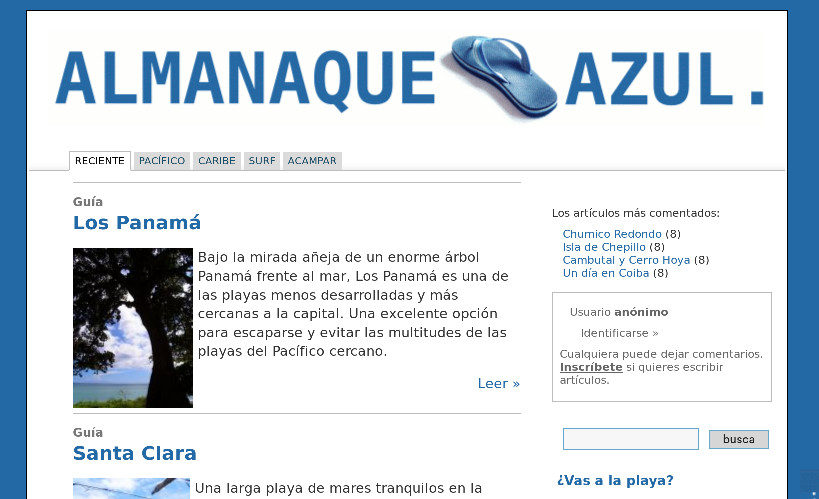 ALMANAQUE AZUL.
RECIENTE PACÍFICO CARIBE SURF ACAMPAR
Guía
Los Panamá
Bajo la mirada añeja de un enorme árbol
Panamá frente al mar, Los Panamá es una de
las playas menos desarrolladas y más
cercanas a la capital. Una excelente opción
para escaparse y evitar las multitudes de las
playas del Pacífico cercano.
Leer »
Guía
Santa Clara
Una larga playa de mares tranquilos en la
Los artículos más comentados:
Chumico Redondo (8)
Isla de Chepillo (8)
Cambutal y Cerro Hoya (8)
Un día en Coiba (8)
Usuario anónimo
Identificarse »
Cualquiera puede dejar comentarios.
Inscríbete si quieres escribir
artículos.
busca
¿Vas a la playa?